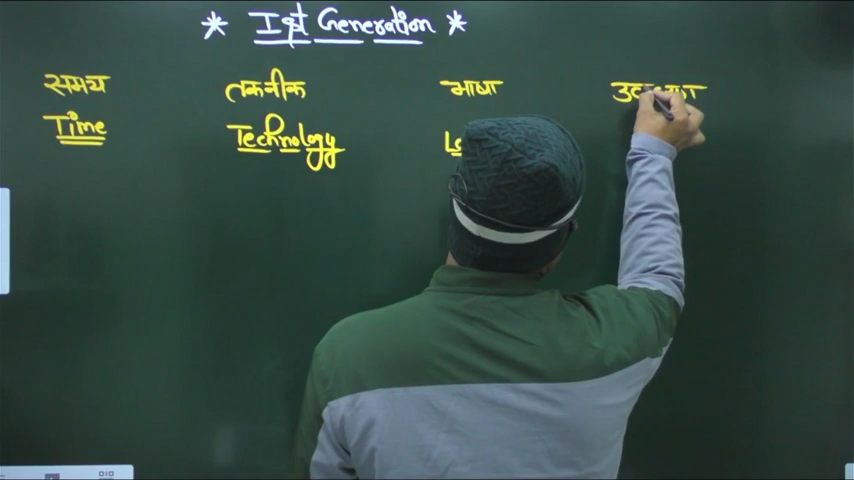 * Ist Generation *
समय तकनीक भाषा
Time Technology